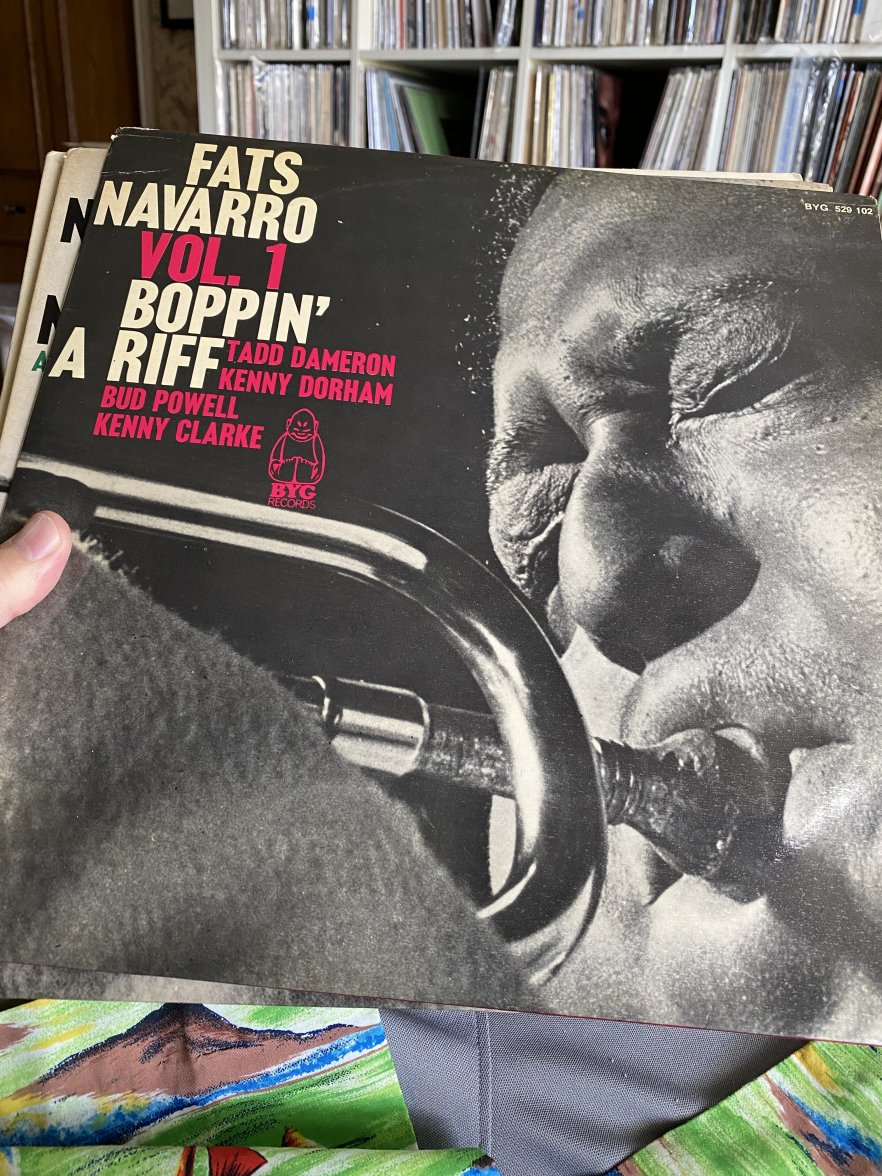 FATS
NAVARRO
VOL. 1
BOPPIN'
A RIFF
TADD DAMERON
KENNY DORHAM
BUD POWELL
KENNY CLARKE
BYG
RECORDS
BYG. 529 102
N